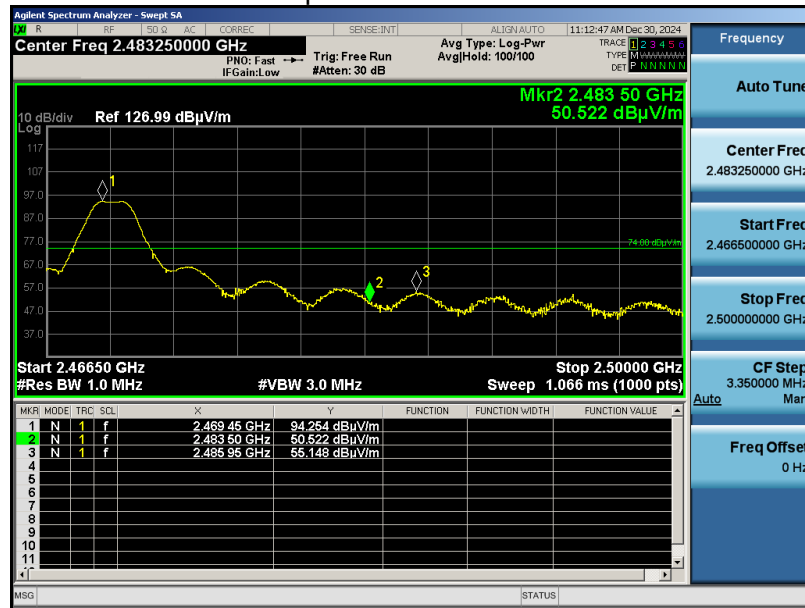 Agilent Spectrum Analyzer - Swept SA
LXI R RF 50 Ω AC CORREC SENSE:INT ALIGN AUTO 11:12:47 AM Dec 30, 2024
Center Freq 2.483250000 GHz
PNO: Fast
IFGain:Low
Trig: Free Run
#Atten: 30 dB
Avg Type: Log-Pwr
Avg|Hold: 100/100
TRACE 1 2 3 4 5 6
TYPE M
DET P N N N N N
Mkr2 2.483 50 GHz
50.522 dBµV/m
10 dB/div Ref 126.99 dBµV/m
Log
117
107
97.0
87.0
77.0
67.0
57.0
47.0
37.0
1
2
3
74.00 dBµV/m
Start 2.46650 GHz
Stop 2.50000 GHz
#Res BW 1.0 MHz #VBW 3.0 MHz Sweep 1.066 ms (1000 pts)
MKR MODE TRC SCL X Y FUNCTION FUNCTION WIDTH FUNCTION VALUE
1 N 1 f 2.469 45 GHz 94.254 dBµV/m
2 N 1 f 2.483 50 GHz 50.522 dBµV/m
3 N 1 f 2.485 95 GHz 55.148 dBµV/m
4
5
6
7
8
9
10
11
MSG STATUS
Frequency
Auto Tune
Center Freq
2.483250000 GHz
Start Freq
2.466500000 GHz
Stop Freq
2.500000000 GHz
CF Step
3.350000 MHz
Auto Man
Freq Offset
0 Hz